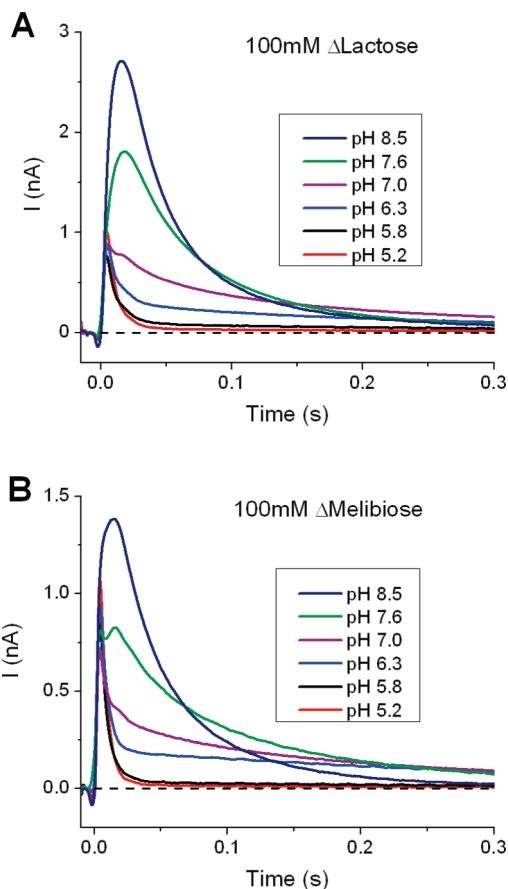 A
100mM ΔLactose
3
2
1
0
I (nA)
pH 8.5
pH 7.6
pH 7.0
pH 6.3
pH 5.8
pH 5.2
0.0 0.1 0.2 0.3
Time (s)
B
100mM ΔMelibiose
1.5
1.0
0.5
0.0
I (nA)
pH 8.5
pH 7.6
pH 7.0
pH 6.3
pH 5.8
pH 5.2
0.0 0.1 0.2 0.3
Time (s)